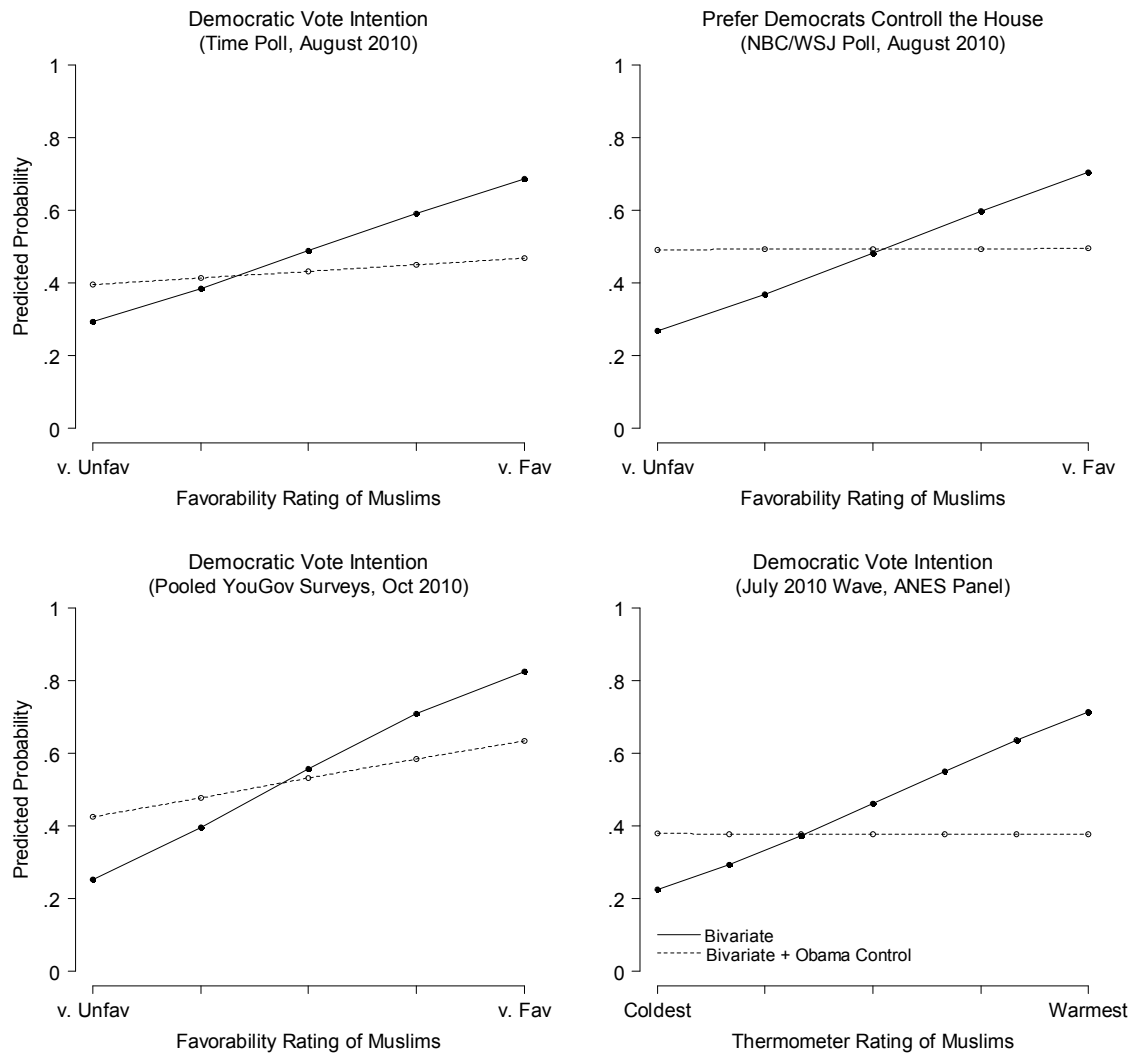 Democratic Vote Intention
(Time Poll, August 2010)
1
.8
.6
.4
.2
0
Predicted Probability
v. Unfav
v. Fav
Favorability Rating of Muslims
Prefer Democrats Controll the House
(NBC/WSJ Poll, August 2010)
1
.8
.6
.4
.2
0
v. Unfav
v. Fav
Favorability Rating of Muslims
Democratic Vote Intention
(Pooled YouGov Surveys, Oct 2010)
1
.8
.6
.4
.2
0
Predicted Probability
v. Unfav
v. Fav
Favorability Rating of Muslims
Democratic Vote Intention
(July 2010 Wave, ANES Panel)
1
.8
.6
.4
.2
0
Bivariate
Bivariate + Obama Control
Coldest
Warmest
Thermometer Rating of Muslims